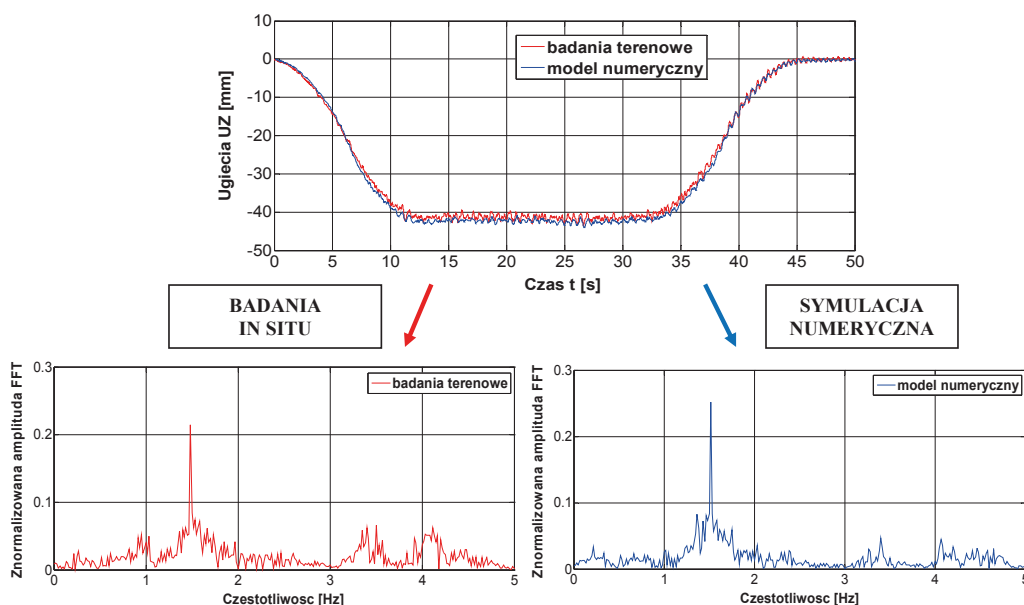 10
0
-10
-20
-30
-40
-50
Ugiecia UZ [mm]
badania terenowe
model numeryczny
0 5 10 15 20 25 30 35 40 45 50
Czas t [s]
BADANIA
IN SITU
SYMULACJA
NUMERYCZNA
0.3
0.2
0.1
0
Znormalizowana amplituda FFT
badania terenowe
0 1 2 3 4 5
Czestotliwosc [Hz]
0.3
0.2
0.1
0
Znormalizowana amplituda FFT
model numeryczny
0 1 2 3 4 5
Czestotliwosc [Hz]